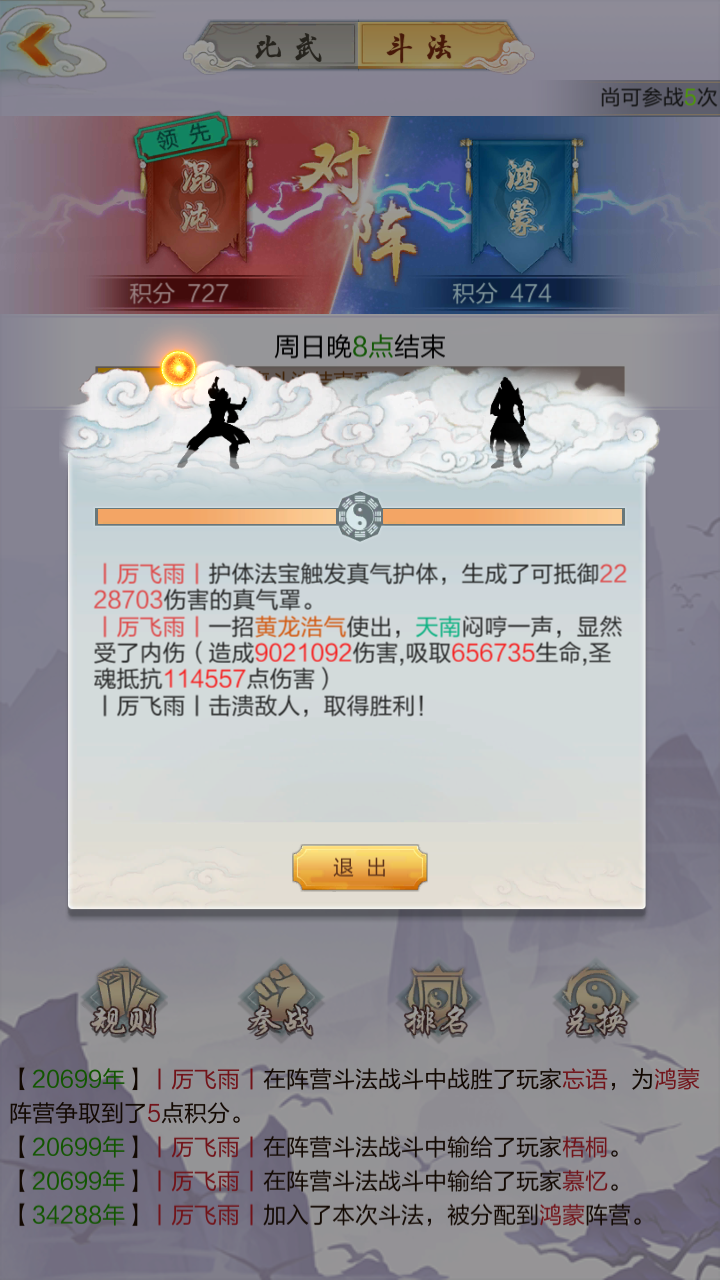 比武
斗法
尚可参战5次
领先
混沌
对阵
鸿蒙
积分 727
积分 474
周日晚8点结束
丨厉飞雨丨护体法宝触发真气护体，生成了可抵御22
28703伤害的真气罩。
丨厉飞雨丨一招黄龙浩气使出，天南闷哼一声，显然
受了内伤（造成9021092伤害,吸取656735生命,圣
魂抵抗114557点伤害）
丨厉飞雨丨击溃敌人，取得胜利！
退出
规则
参战
排名
兑换
【20699年】丨厉飞雨丨在阵营斗法战斗中战胜了玩家忘语，为鸿蒙
阵营争取到了5点积分。
【20699年】丨厉飞雨丨在阵营斗法战斗中输给了玩家梧桐。
【20699年】丨厉飞雨丨在阵营斗法战斗中输给了玩家慕忆。
【34288年】丨厉飞雨丨加入了本次斗法，被分配到鸿蒙阵营。